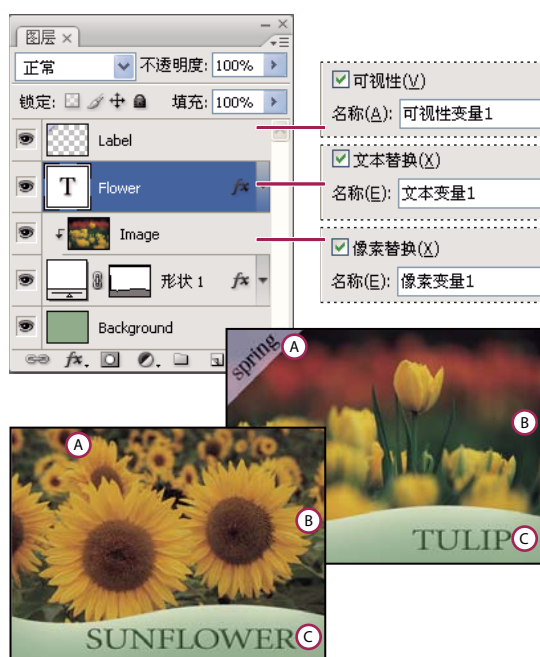 图层 ×
正常 不透明度: 100%
锁定: 填充: 100%
Label
T Flower fx
Image
形状 1 fx
Background
fx.
可视性(V)
名称(A): 可视性变量1
文本替换(X)
名称(E): 文本变量1
像素替换(X)
名称(E): 像素变量1
spring
A
B
TULIP C
A
B
SUNFLOWER C